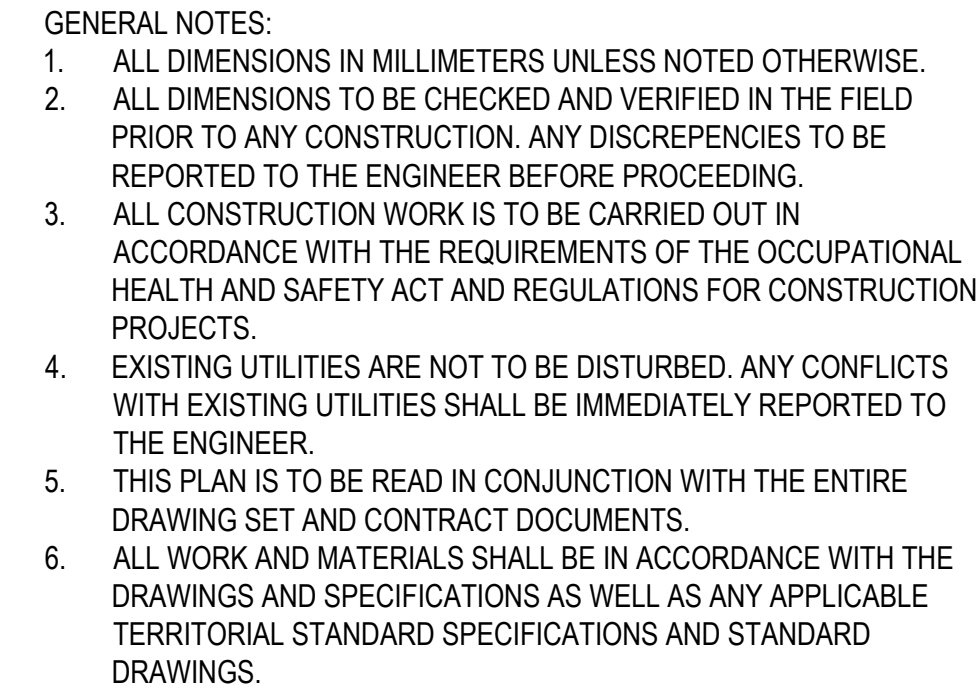 GENERAL NOTES:
1. ALL DIMENSIONS IN MILLIMETERS UNLESS NOTED OTHERWISE.
2. ALL DIMENSIONS TO BE CHECKED AND VERIFIED IN THE FIELD
PRIOR TO ANY CONSTRUCTION. ANY DISCREPENCIES TO BE
REPORTED TO THE ENGINEER BEFORE PROCEEDING.
3. ALL CONSTRUCTION WORK IS TO BE CARRIED OUT IN
ACCORDANCE WITH THE REQUIREMENTS OF THE OCCUPATIONAL
HEALTH AND SAFETY ACT AND REGULATIONS FOR CONSTRUCTION
PROJECTS.
4. EXISTING UTILITIES ARE NOT TO BE DISTURBED. ANY CONFLICTS
WITH EXISTING UTILITIES SHALL BE IMMEDIATELY REPORTED TO
THE ENGINEER.
5. THIS PLAN IS TO BE READ IN CONJUNCTION WITH THE ENTIRE
DRAWING SET AND CONTRACT DOCUMENTS.
6. ALL WORK AND MATERIALS SHALL BE IN ACCORDANCE WITH THE
DRAWINGS AND SPECIFICATIONS AS WELL AS ANY APPLICABLE
TERRITORIAL STANDARD SPECIFICATIONS AND STANDARD
DRAWINGS.